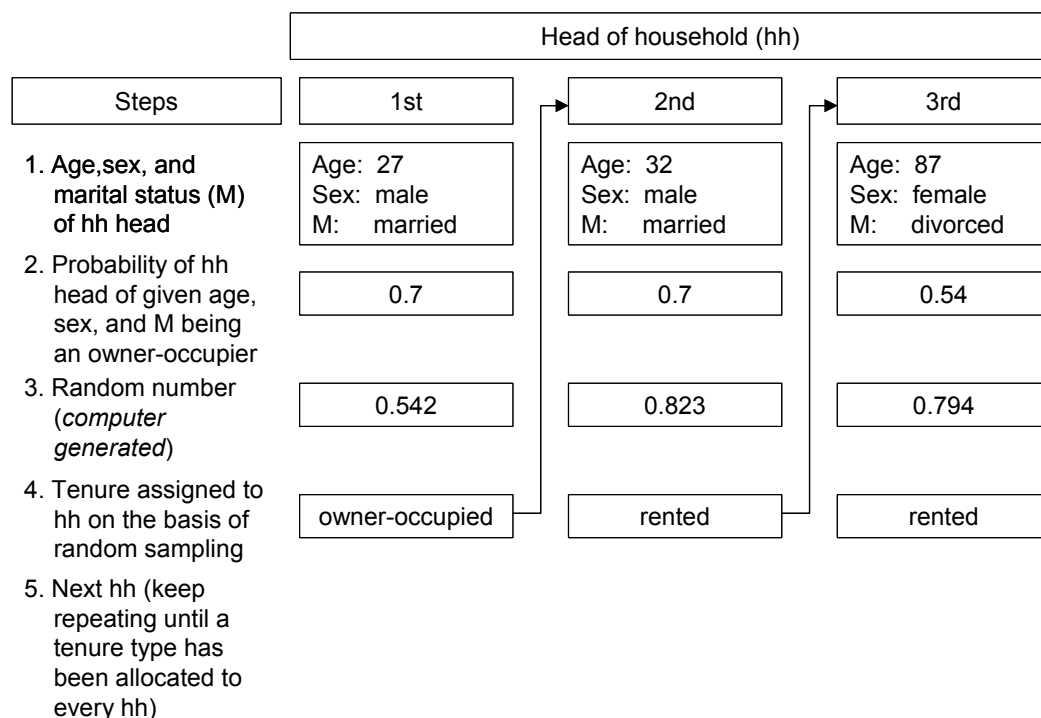 Head of household (hh)
Steps
1st
2nd
3rd
1. Age,sex, and
marital status (M)
of hh head
Age: 27
Sex: male
M: married
Age: 32
Sex: male
M: married
Age: 87
Sex: female
M: divorced
2. Probability of hh
head of given age,
sex, and M being
an owner-occupier
0.7
0.7
0.54
3. Random number
(computer
generated)
0.542
0.823
0.794
4. Tenure assigned to
hh on the basis of
random sampling
owner-occupied
rented
rented
5. Next hh (keep
repeating until a
tenure type has
been allocated to
every hh)